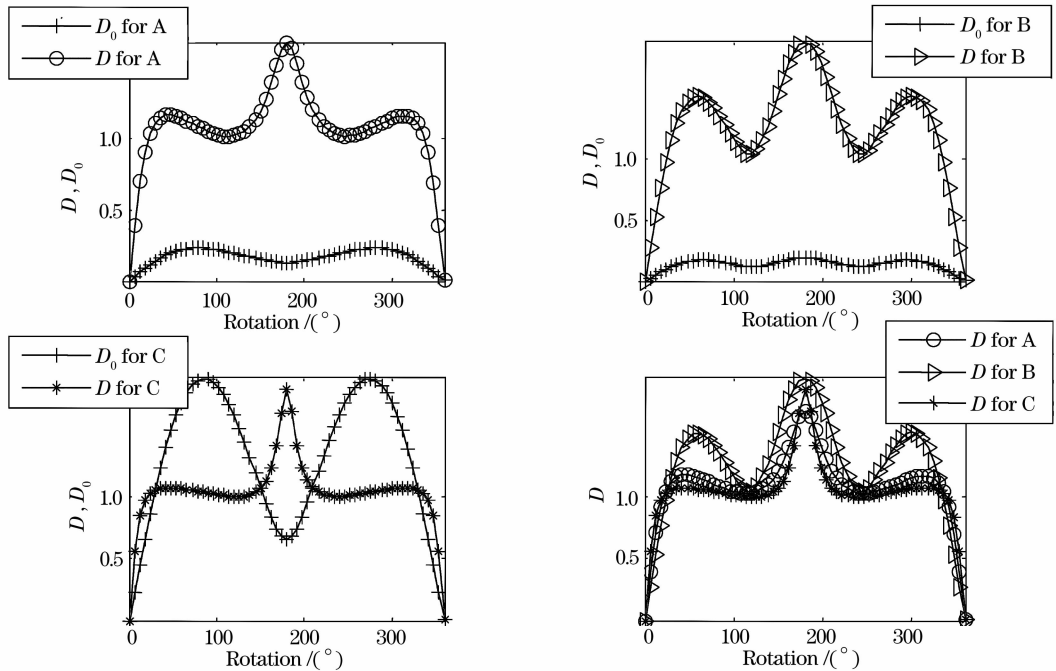 D₀ for A
D for A
1.0
0.5
D, D₀
0 100 200 300
Rotation /(°)
D₀ for B
D for B
1.0
0.5
D, D₀
0 100 200 300
Rotation /(°)
D₀ for C
D for C
1.0
0.5
D, D₀
0 100 200 300
Rotation /(°)
D for A
D for B
D for C
1.0
0.5
D
0 100 200 300
Rotation /(°)